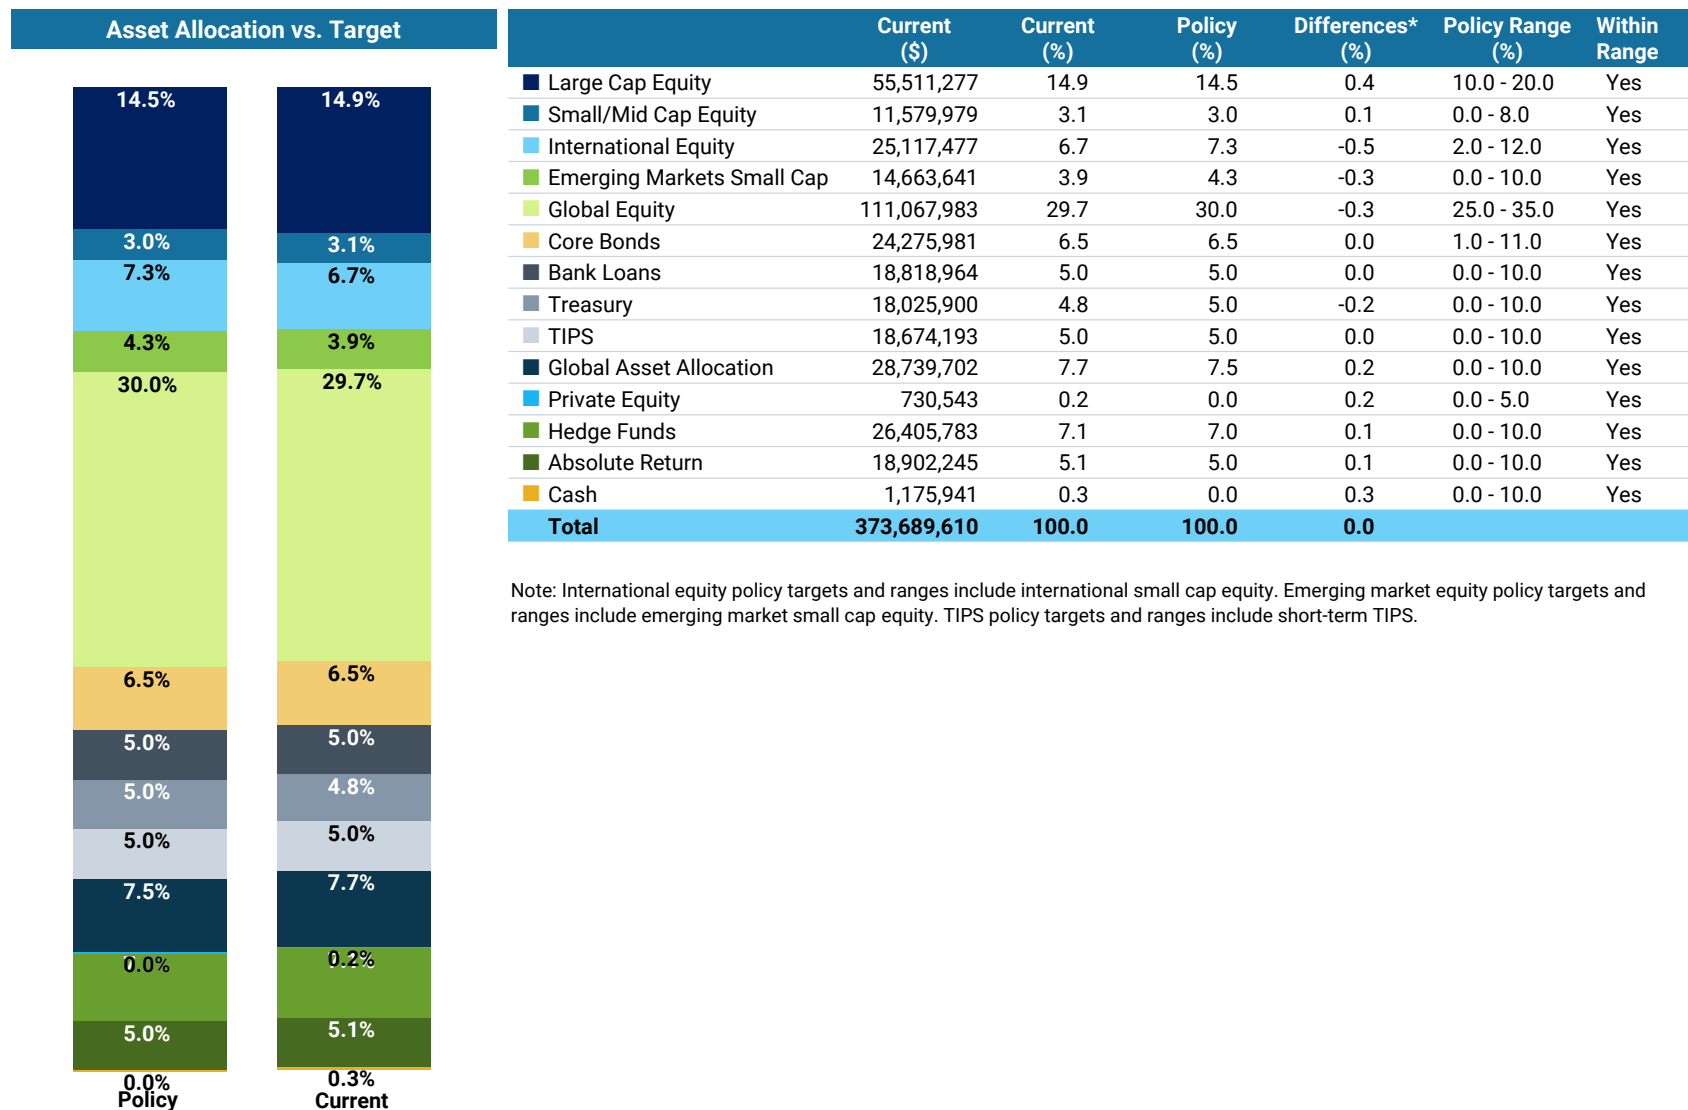 Asset Allocation vs. Target
14.5%
14.9%
3.0%
3.1%
7.3%
6.7%
4.3%
3.9%
30.0%
29.7%
6.5%
6.5%
5.0%
5.0%
5.0%
4.8%
5.0%
5.0%
7.5%
7.7%
0.0%
0.2%
5.0%
5.1%
0.0%
0.3%
Policy
Current
Current ($) Current (%) Policy (%) Differences* (%) Policy Range (%) Within Range
Large Cap Equity 55,511,277 14.9 14.5 0.4 10.0 - 20.0 Yes
Small/Mid Cap Equity 11,579,979 3.1 3.0 0.1 0.0 - 8.0 Yes
International Equity 25,117,477 6.7 7.3 -0.5 2.0 - 12.0 Yes
Emerging Markets Small Cap 14,663,641 3.9 4.3 -0.3 0.0 - 10.0 Yes
Global Equity 111,067,983 29.7 30.0 -0.3 25.0 - 35.0 Yes
Core Bonds 24,275,981 6.5 6.5 0.0 1.0 - 11.0 Yes
Bank Loans 18,818,964 5.0 5.0 0.0 0.0 - 10.0 Yes
Treasury 18,025,900 4.8 5.0 -0.2 0.0 - 10.0 Yes
TIPS 18,674,193 5.0 5.0 0.0 0.0 - 10.0 Yes
Global Asset Allocation 28,739,702 7.7 7.5 0.2 0.0 - 10.0 Yes
Private Equity 730,543 0.2 0.0 0.2 0.0 - 5.0 Yes
Hedge Funds 26,405,783 7.1 7.0 0.1 0.0 - 10.0 Yes
Absolute Return 18,902,245 5.1 5.0 0.1 0.0 - 10.0 Yes
Cash 1,175,941 0.3 0.0 0.3 0.0 - 10.0 Yes
Total 373,689,610 100.0 100.0 0.0
Note: International equity policy targets and ranges include international small cap equity. Emerging market equity policy targets and
ranges include emerging market small cap equity. TIPS policy targets and ranges include short-term TIPS.